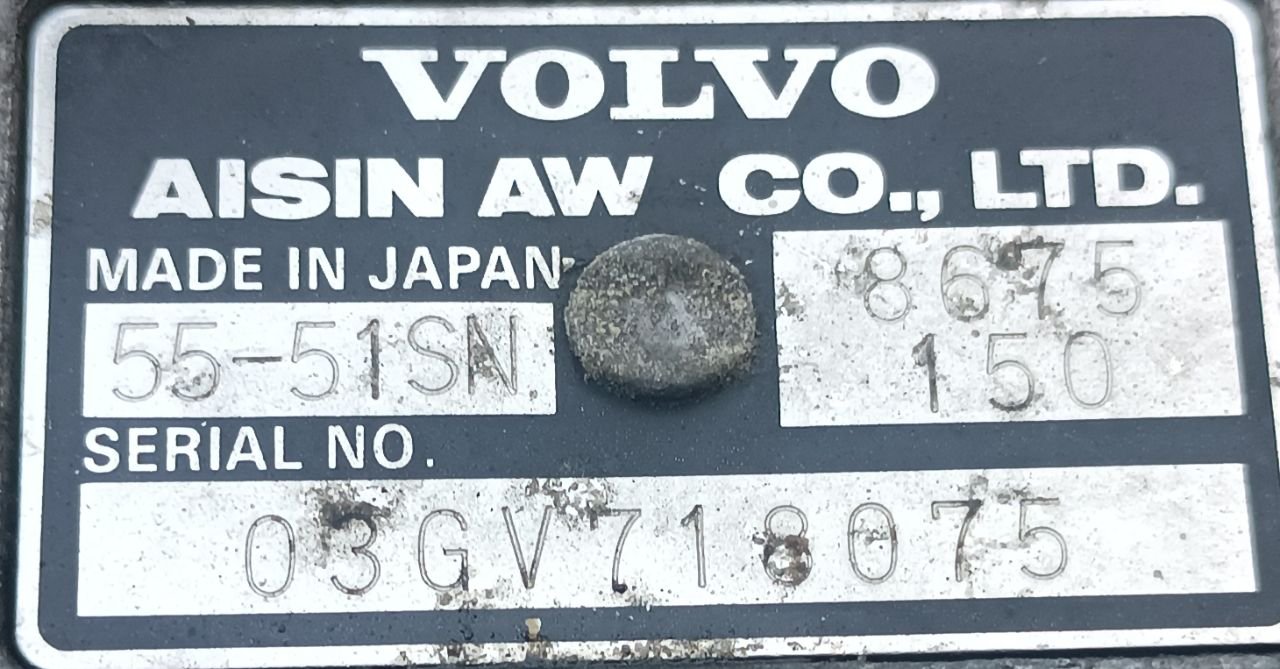 VOLVO
AISIN AW CO., LTD.
MADE IN JAPAN
55-51SN
8675
150
SERIAL NO.
03GV718075